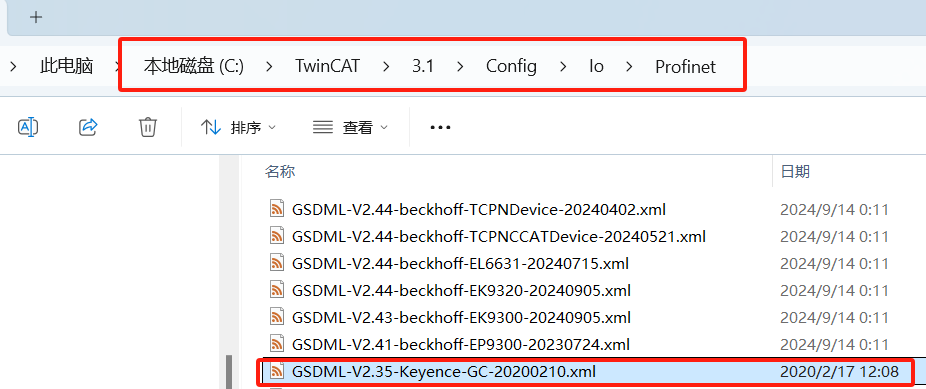 此电脑 > 本地磁盘 (C:) > TwinCAT > 3.1 > Config > Io > Profinet
排序 查看
名称 日期
GSDML-V2.44-beckhoff-TCPNDevice-20240402.xml 2024/9/14 0:11
GSDML-V2.44-beckhoff-TCPNCCATDevice-20240521.xml 2024/9/14 0:11
GSDML-V2.44-beckhoff-EL6631-20240715.xml 2024/9/14 0:11
GSDML-V2.44-beckhoff-EK9320-20240905.xml 2024/9/14 0:11
GSDML-V2.43-beckhoff-EK9300-20240905.xml 2024/9/14 0:11
GSDML-V2.41-beckhoff-EP9300-20230724.xml 2024/9/14 0:11
GSDML-V2.35-Keyence-GC-20200210.xml 2020/2/17 12:08